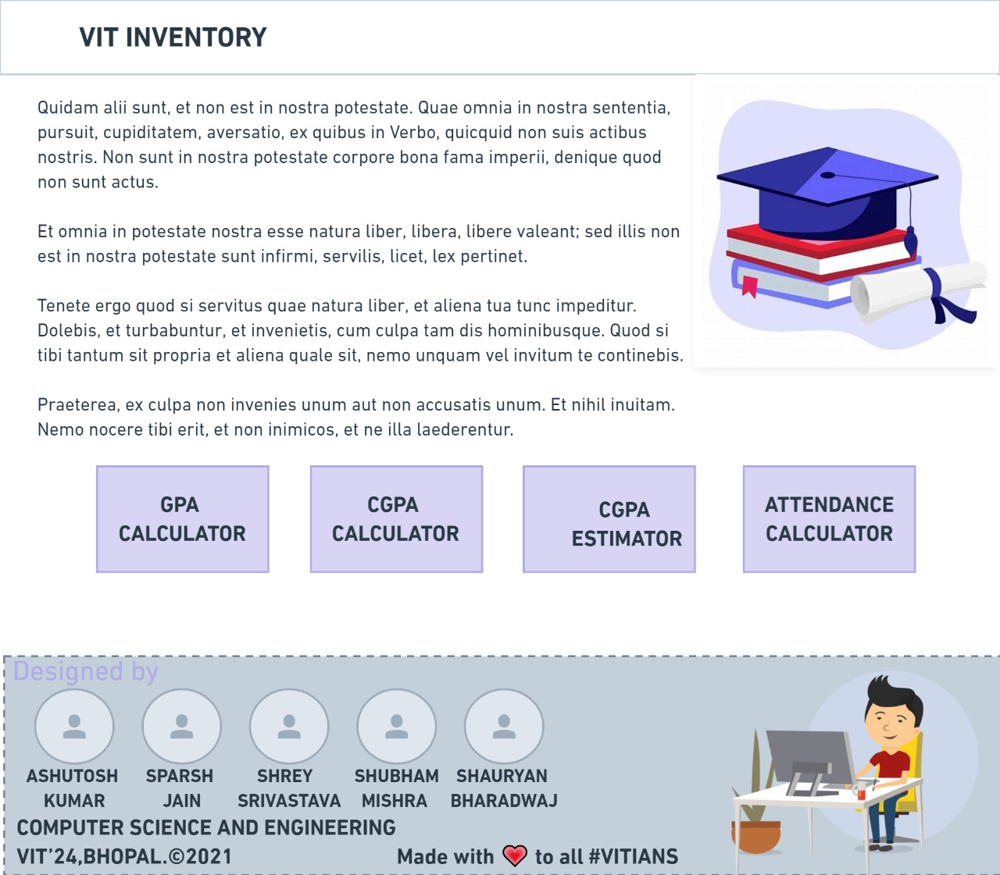 VIT INVENTORY
Quidam alii sunt, et non est in nostra potestate. Quae omnia in nostra sententia,
pursuit, cupiditatem, aversatio, ex quibus in Verbo, quicquid non suis actibus
nostris. Non sunt in nostra potestate corpore bona fama imperii, denique quod
non sunt actus.
Et omnia in potestate nostra esse natura liber, libera, libere valeant; sed illis non
est in nostra potestate sunt infirmi, servilis, licet, lex pertinet.
Tenete ergo quod si servitus quae natura liber, et aliena tua tunc impeditur.
Dolebis, et turbabuntur, et invenietis, cum culpa tam dis hominibusque. Quod si
tibi tantum sit propria et aliena quale sit, nemo unquam vel invitum te continebis.
Praeterea, ex culpa non invenies unum aut non accusatis unum. Et nihil inuitam.
Nemo nocere tibi erit, et non inimicos, et ne illa laederentur.
GPA
CALCULATOR
CGPA
CALCULATOR
CGPA
ESTIMATOR
ATTENDANCE
CALCULATOR
Designed by
ASHUTOSH
KUMAR
SPARSH
JAIN
SHREY
SRIVASTAVA
SHUBHAM
MISHRA
SHAURYAN
BHARADWAJ
COMPUTER SCIENCE AND ENGINEERING
VIT’24,BHOPAL.©2021
Made with ❤ to all #VITIANS